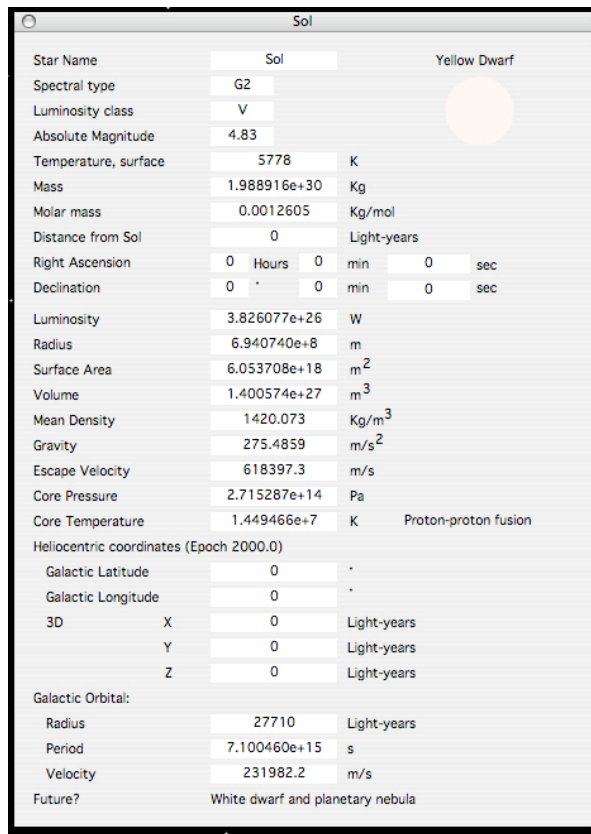 Sol
Star Name Sol Yellow Dwarf
Spectral type G2
Luminosity class V
Absolute Magnitude 4.83
Temperature, surface 5778 K
Mass 1.988916e+30 Kg
Molar mass 0.0012605 Kg/mol
Distance from Sol 0 Light-years
Right Ascension 0 Hours 0 min 0 sec
Declination 0 ° 0 min 0 sec
Luminosity 3.826077e+26 W
Radius 6.940740e+8 m
Surface Area 6.053708e+18 m2
Volume 1.400574e+27 m3
Mean Density 1420.073 Kg/m3
Gravity 275.4859 m/s2
Escape Velocity 618397.3 m/s
Core Pressure 2.715287e+14 Pa
Core Temperature 1.449466e+7 K Proton-proton fusion
Heliocentric coordinates (Epoch 2000.0)
Galactic Latitude 0 °
Galactic Longitude 0 °
3D X 0 Light-years
Y 0 Light-years
Z 0 Light-years
Galactic Orbital:
Radius 27710 Light-years
Period 7.100460e+15 s
Velocity 231982.2 m/s
Future? White dwarf and planetary nebula